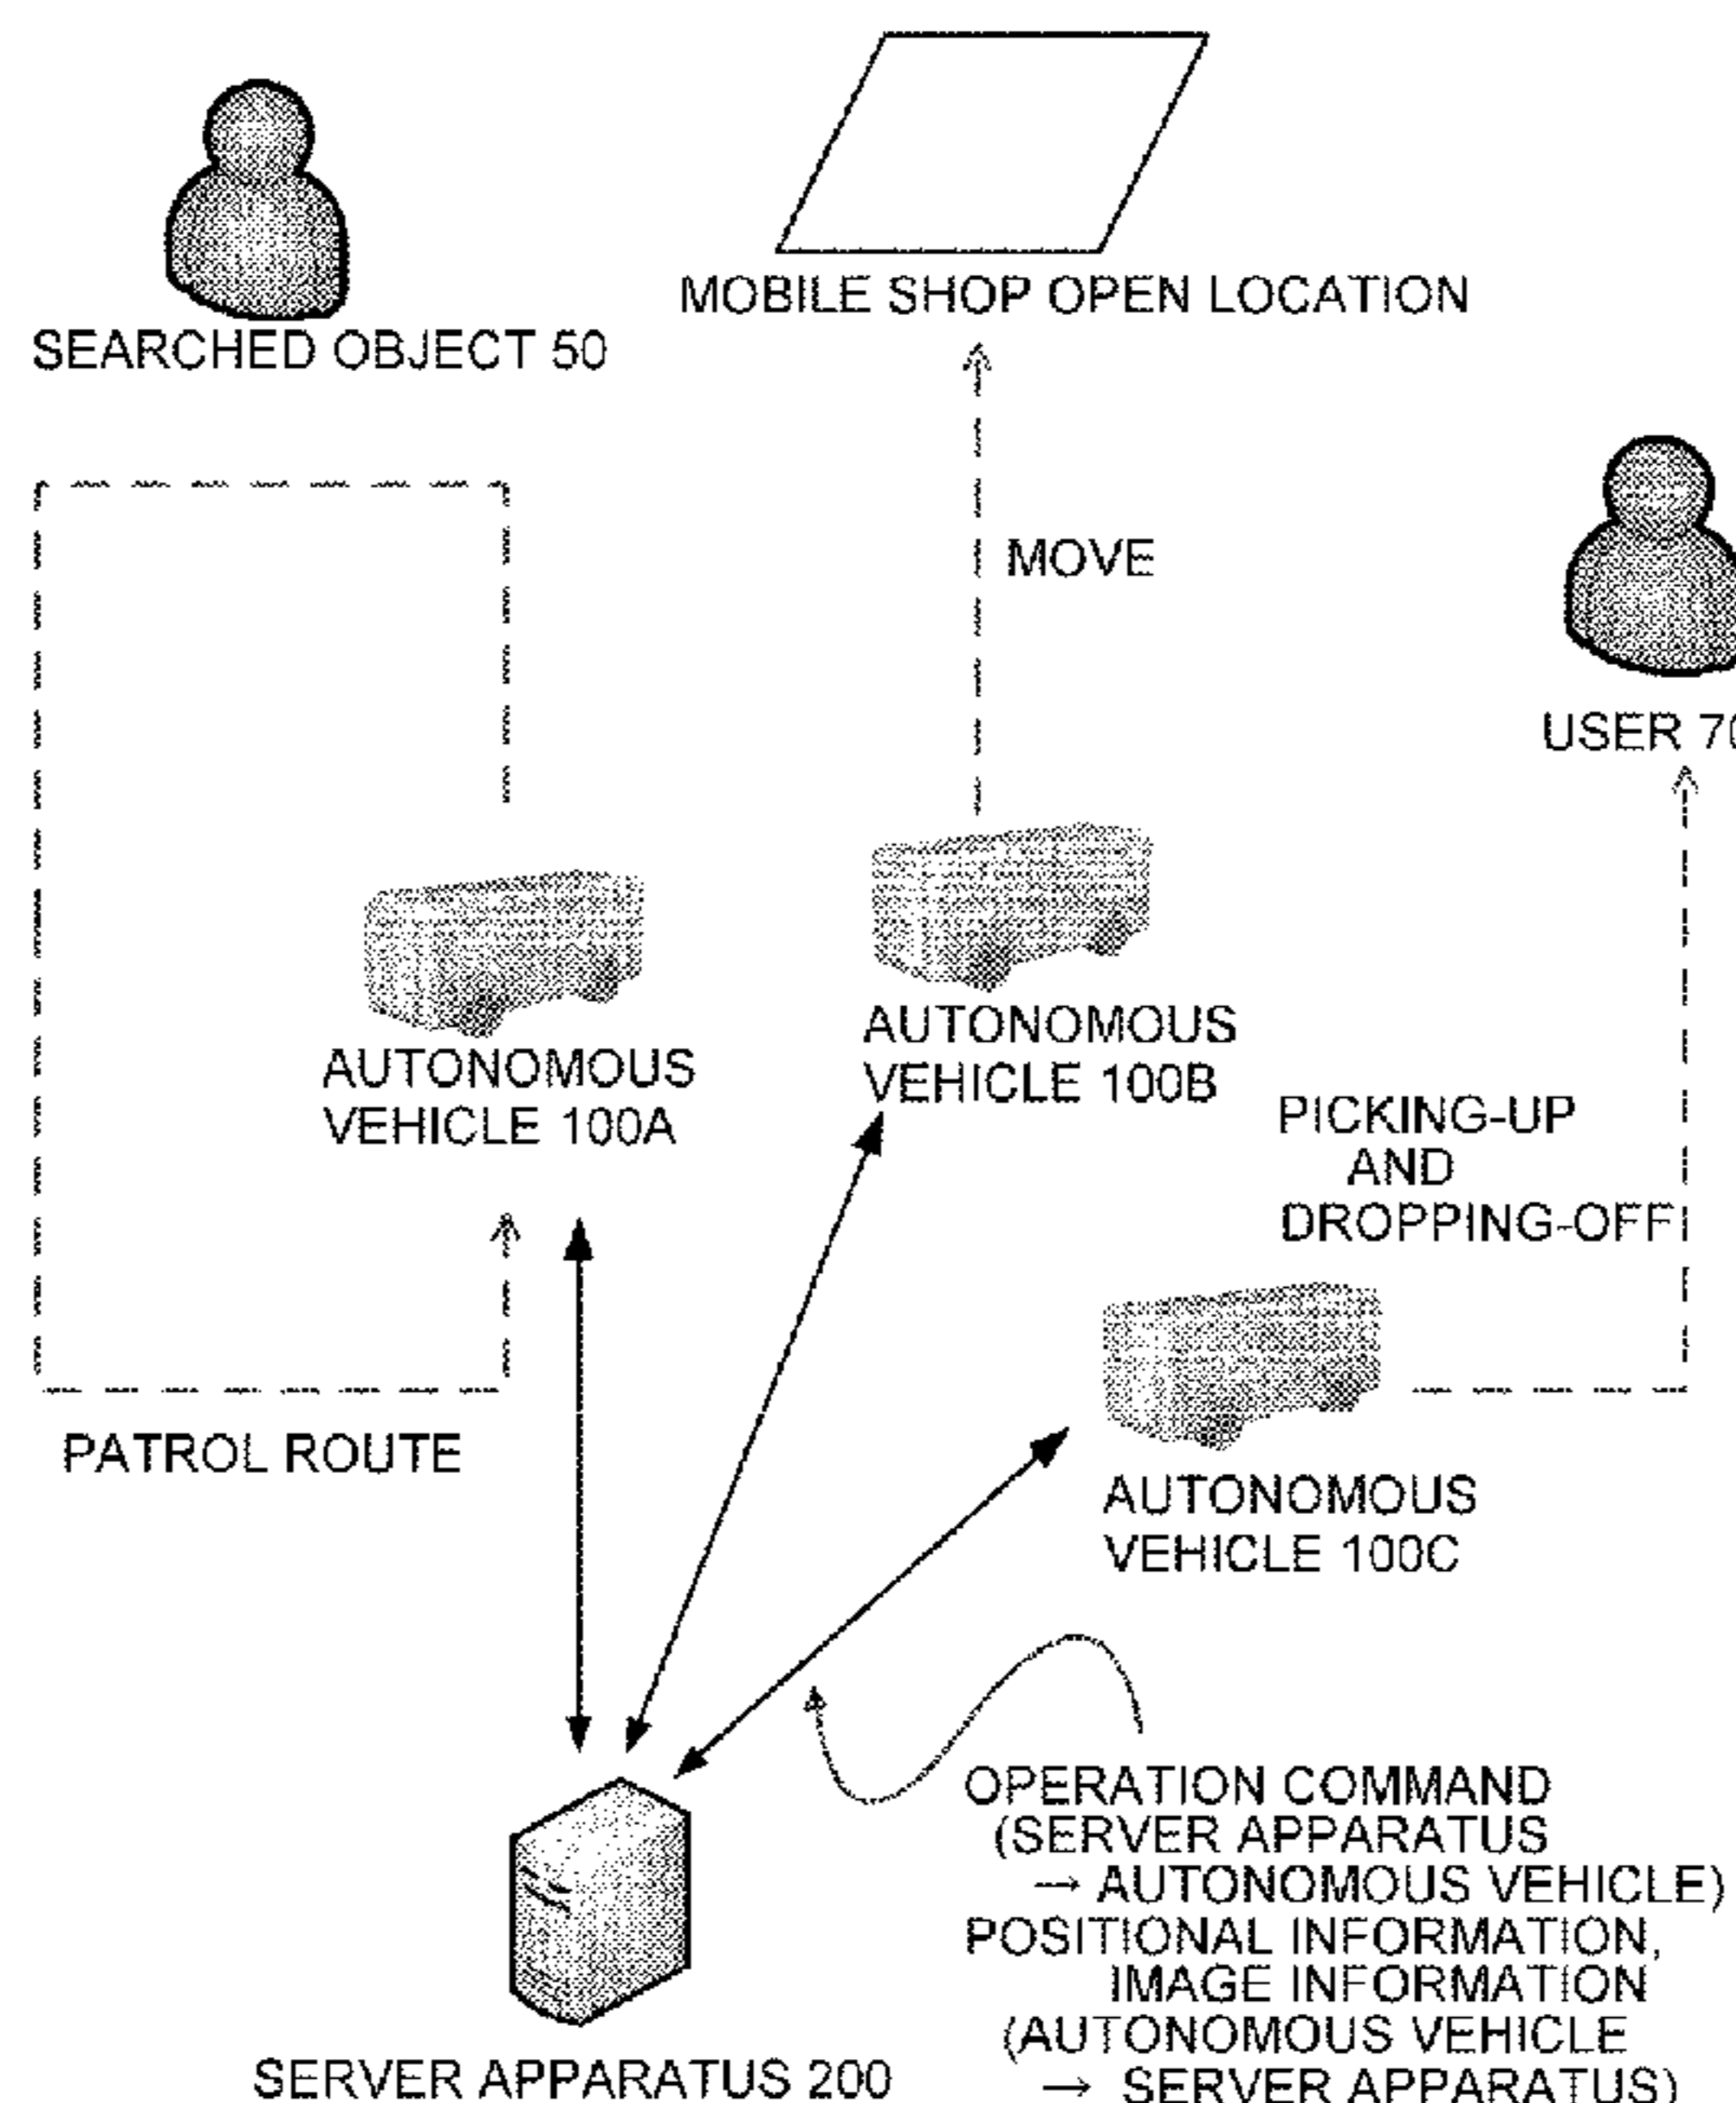 SEARCHED OBJECT 50
MOBILE SHOP OPEN LOCATION
MOVE
USER 70
AUTONOMOUS
VEHICLE 100A
AUTONOMOUS
VEHICLE 100B
PICKING-UP
AND
DROPPING-OFF
PATROL ROUTE
AUTONOMOUS
VEHICLE 100C
OPERATION COMMAND
(SERVER APPARATUS
→ AUTONOMOUS VEHICLE)
POSITIONAL INFORMATION,
IMAGE INFORMATION
(AUTONOMOUS VEHICLE
→ SERVER APPARATUS)
SERVER APPARATUS 200